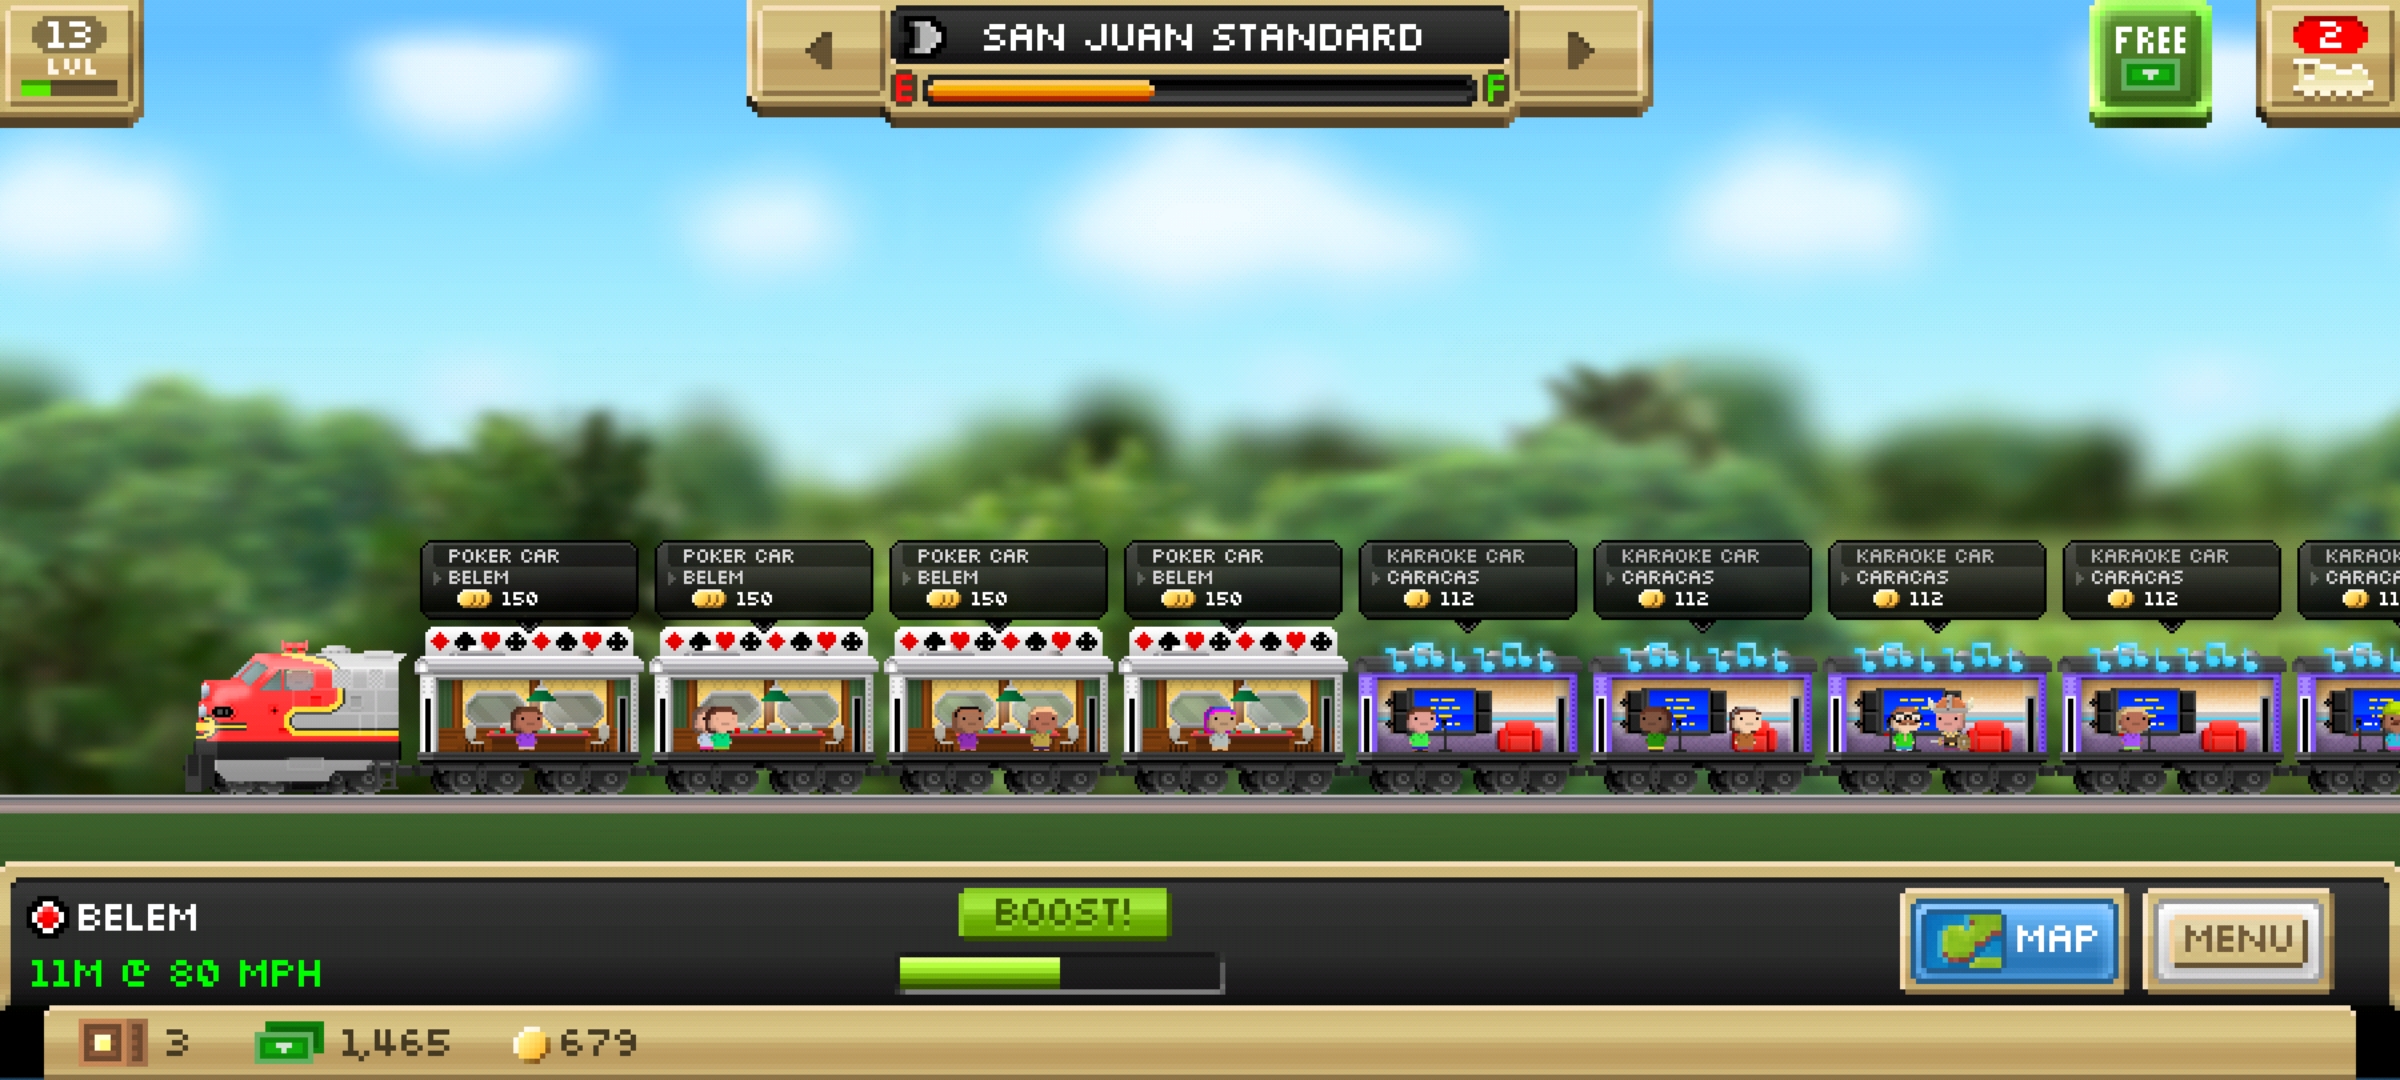 13
LVL
SAN JUAN STANDARD
E F
FREE
2
POKER CAR
BELEM
150
POKER CAR
BELEM
150
POKER CAR
BELEM
150
POKER CAR
BELEM
150
KARAOKE CAR
CARACAS
112
KARAOKE CAR
CARACAS
112
KARAOKE CAR
CARACAS
112
KARAOKE CAR
CARACAS
112
BELEM
11M @ 80 MPH
BOOST!
MAP
MENU
3
1,465
679